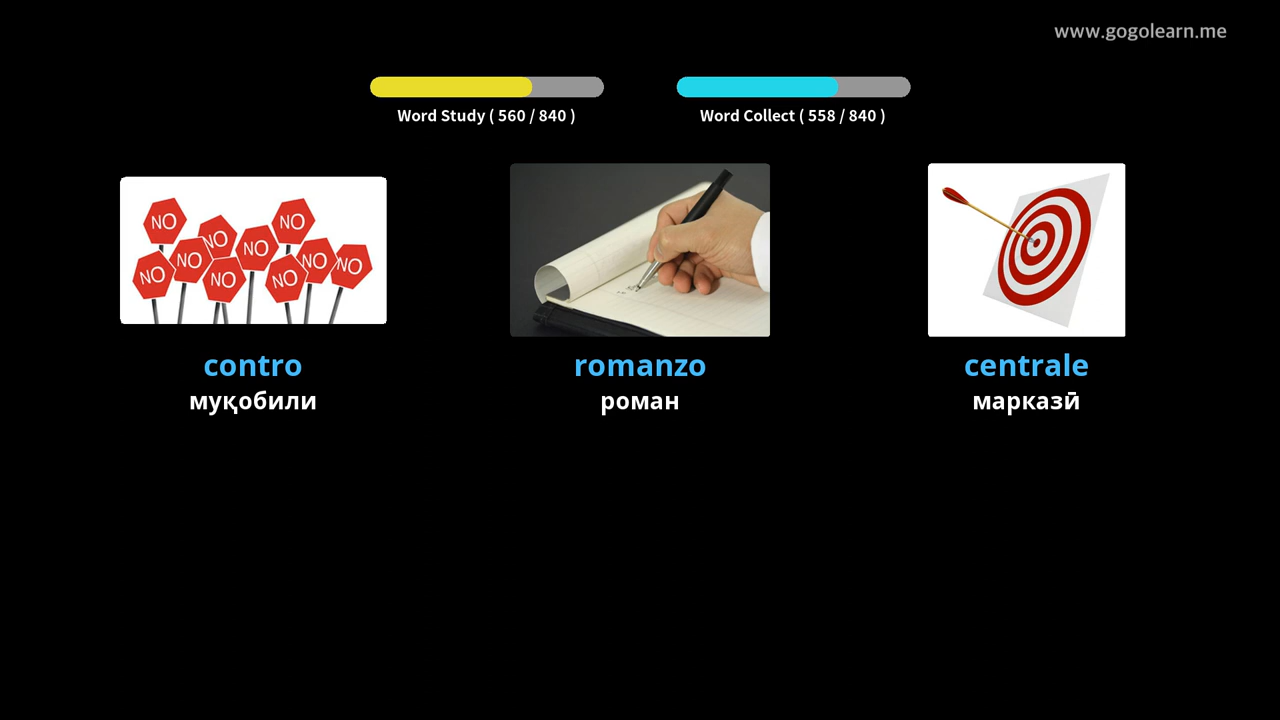 www.gogolearn.me
Word Study ( 560 / 840 )
Word Collect ( 558 / 840 )
NO
NO
NO
NO
NO
NO
NO
NO
NO
contro
romanzo
centrale
муқобили
роман
марказӣ